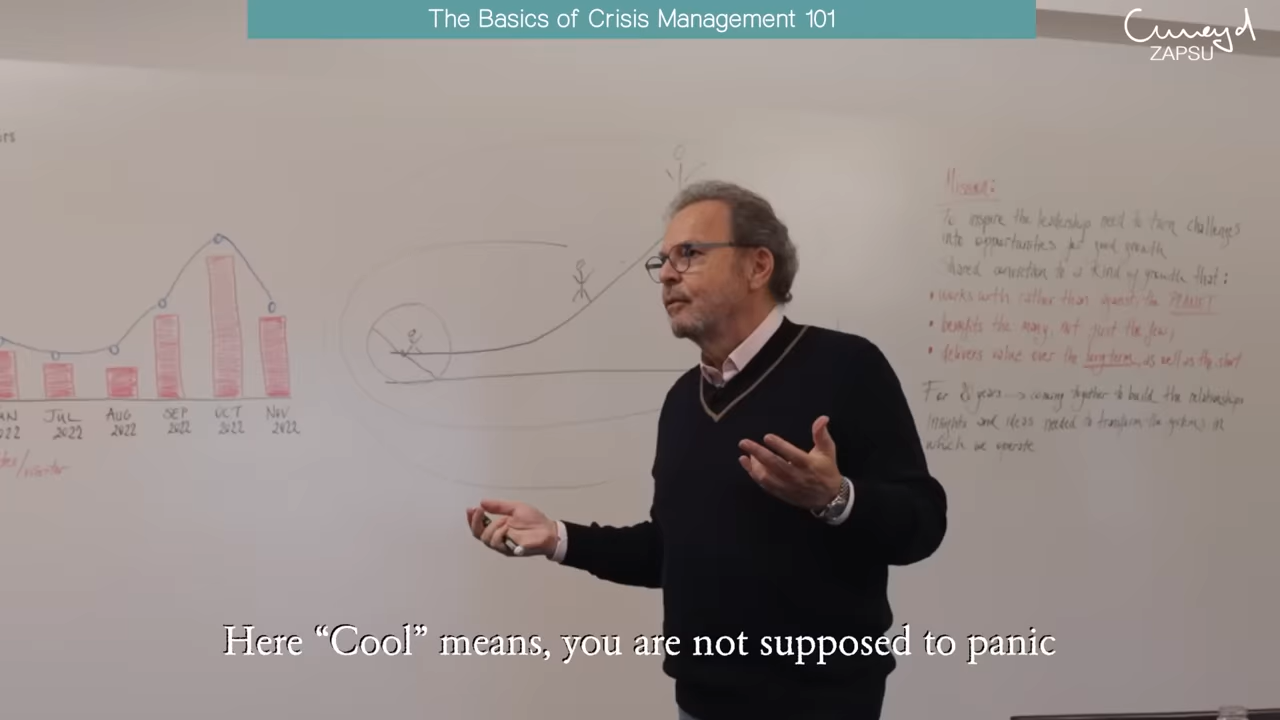 The Basics of Crisis Management 101
Cuneyd
ZAPSU
JUL
2022
AUG
2022
SEP
2022
OCT
2022
NOV
2022
To inspire the leadership need to turn challenges
into opportunities for good growth
shared conviction to a kind of growth that:
• works with rather than against the PLANET
• benefits the many, not just the few,
• delivers value over the long term as well as the short
For years coming together to build the relationships
Insights and ideas needed to transform the systems in
which we operate
Here “Cool” means, you are not supposed to panic